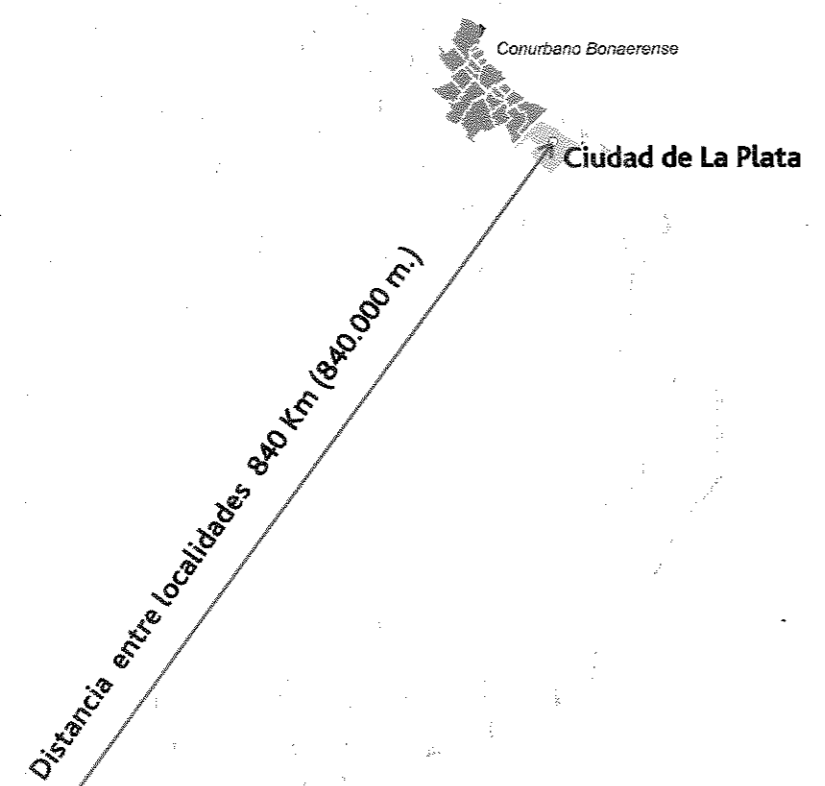 Conurbano Bonaerense
Ciudad de La Plata
Distancia entre localidades 840 Km (840.000 m.)